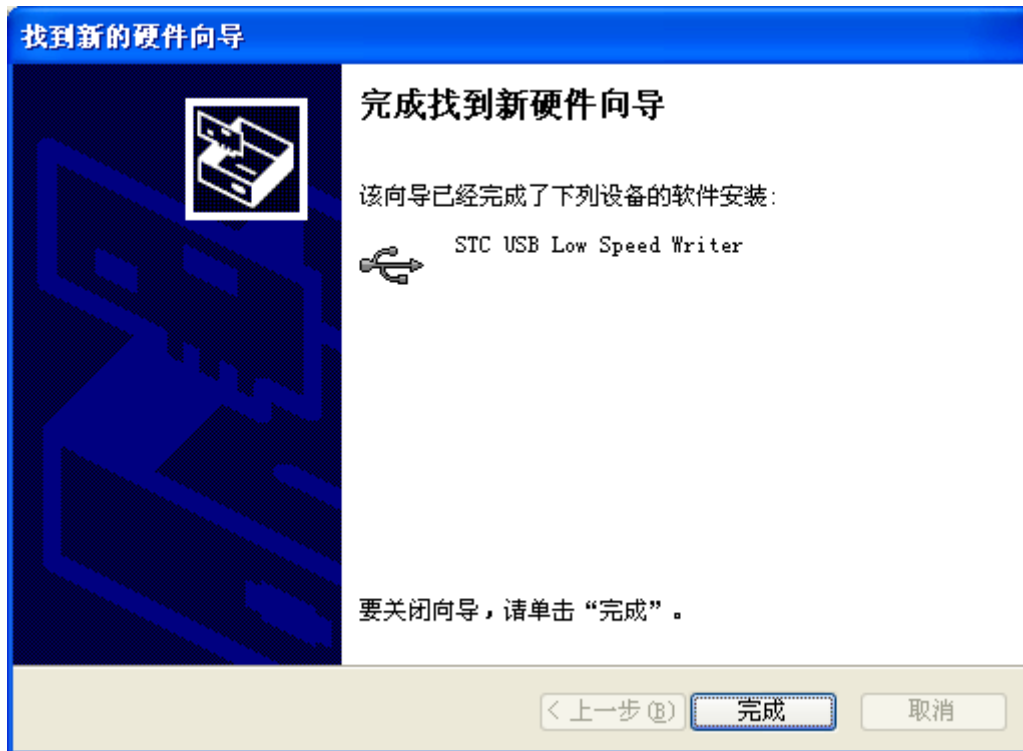 找到新的硬件向导
完成找到新硬件向导
该向导已经完成了下列设备的软件安装:
STC USB Low Speed Writer
要关闭向导，请单击“完成”。
< 上一步(B)
完成
取消